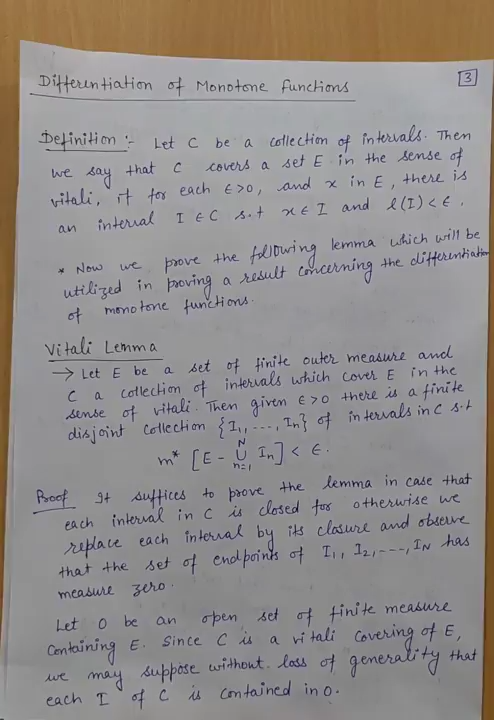 3
Differentiation of Monotone Functions
Definition :- Let C be a collection of intervals. Then
we say that C covers a set E in the sense of
vitali, if for each ϵ>0, and x in E, there is
an interval I ∈ C s.t x ∈ I and l(I) < ϵ.
* Now we prove the following lemma which will be
utilized in proving a result concerning the differentiation
of monotone functions.
Vitali Lemma
→ Let E be a set of finite outer measure and
C a collection of intervals which cover E in the
sense of vitali. Then given ϵ>0 there is a finite
disjoint collection {I₁, ---, Iₙ} of intervals in C s.t
m* [E - ⋃ₙ₌₁ᴺ Iₙ] < ϵ.
Proof It suffices to prove the lemma in case that
each interval in C is closed for otherwise we
replace each interval by its closure and observe
that the set of endpoints of I₁, I₂, ---, I_N has
measure zero.
Let O be an open set of finite measure
containing E. Since C is a vitali covering of E,
we may suppose without loss of generality that
each I of C is contained in O.